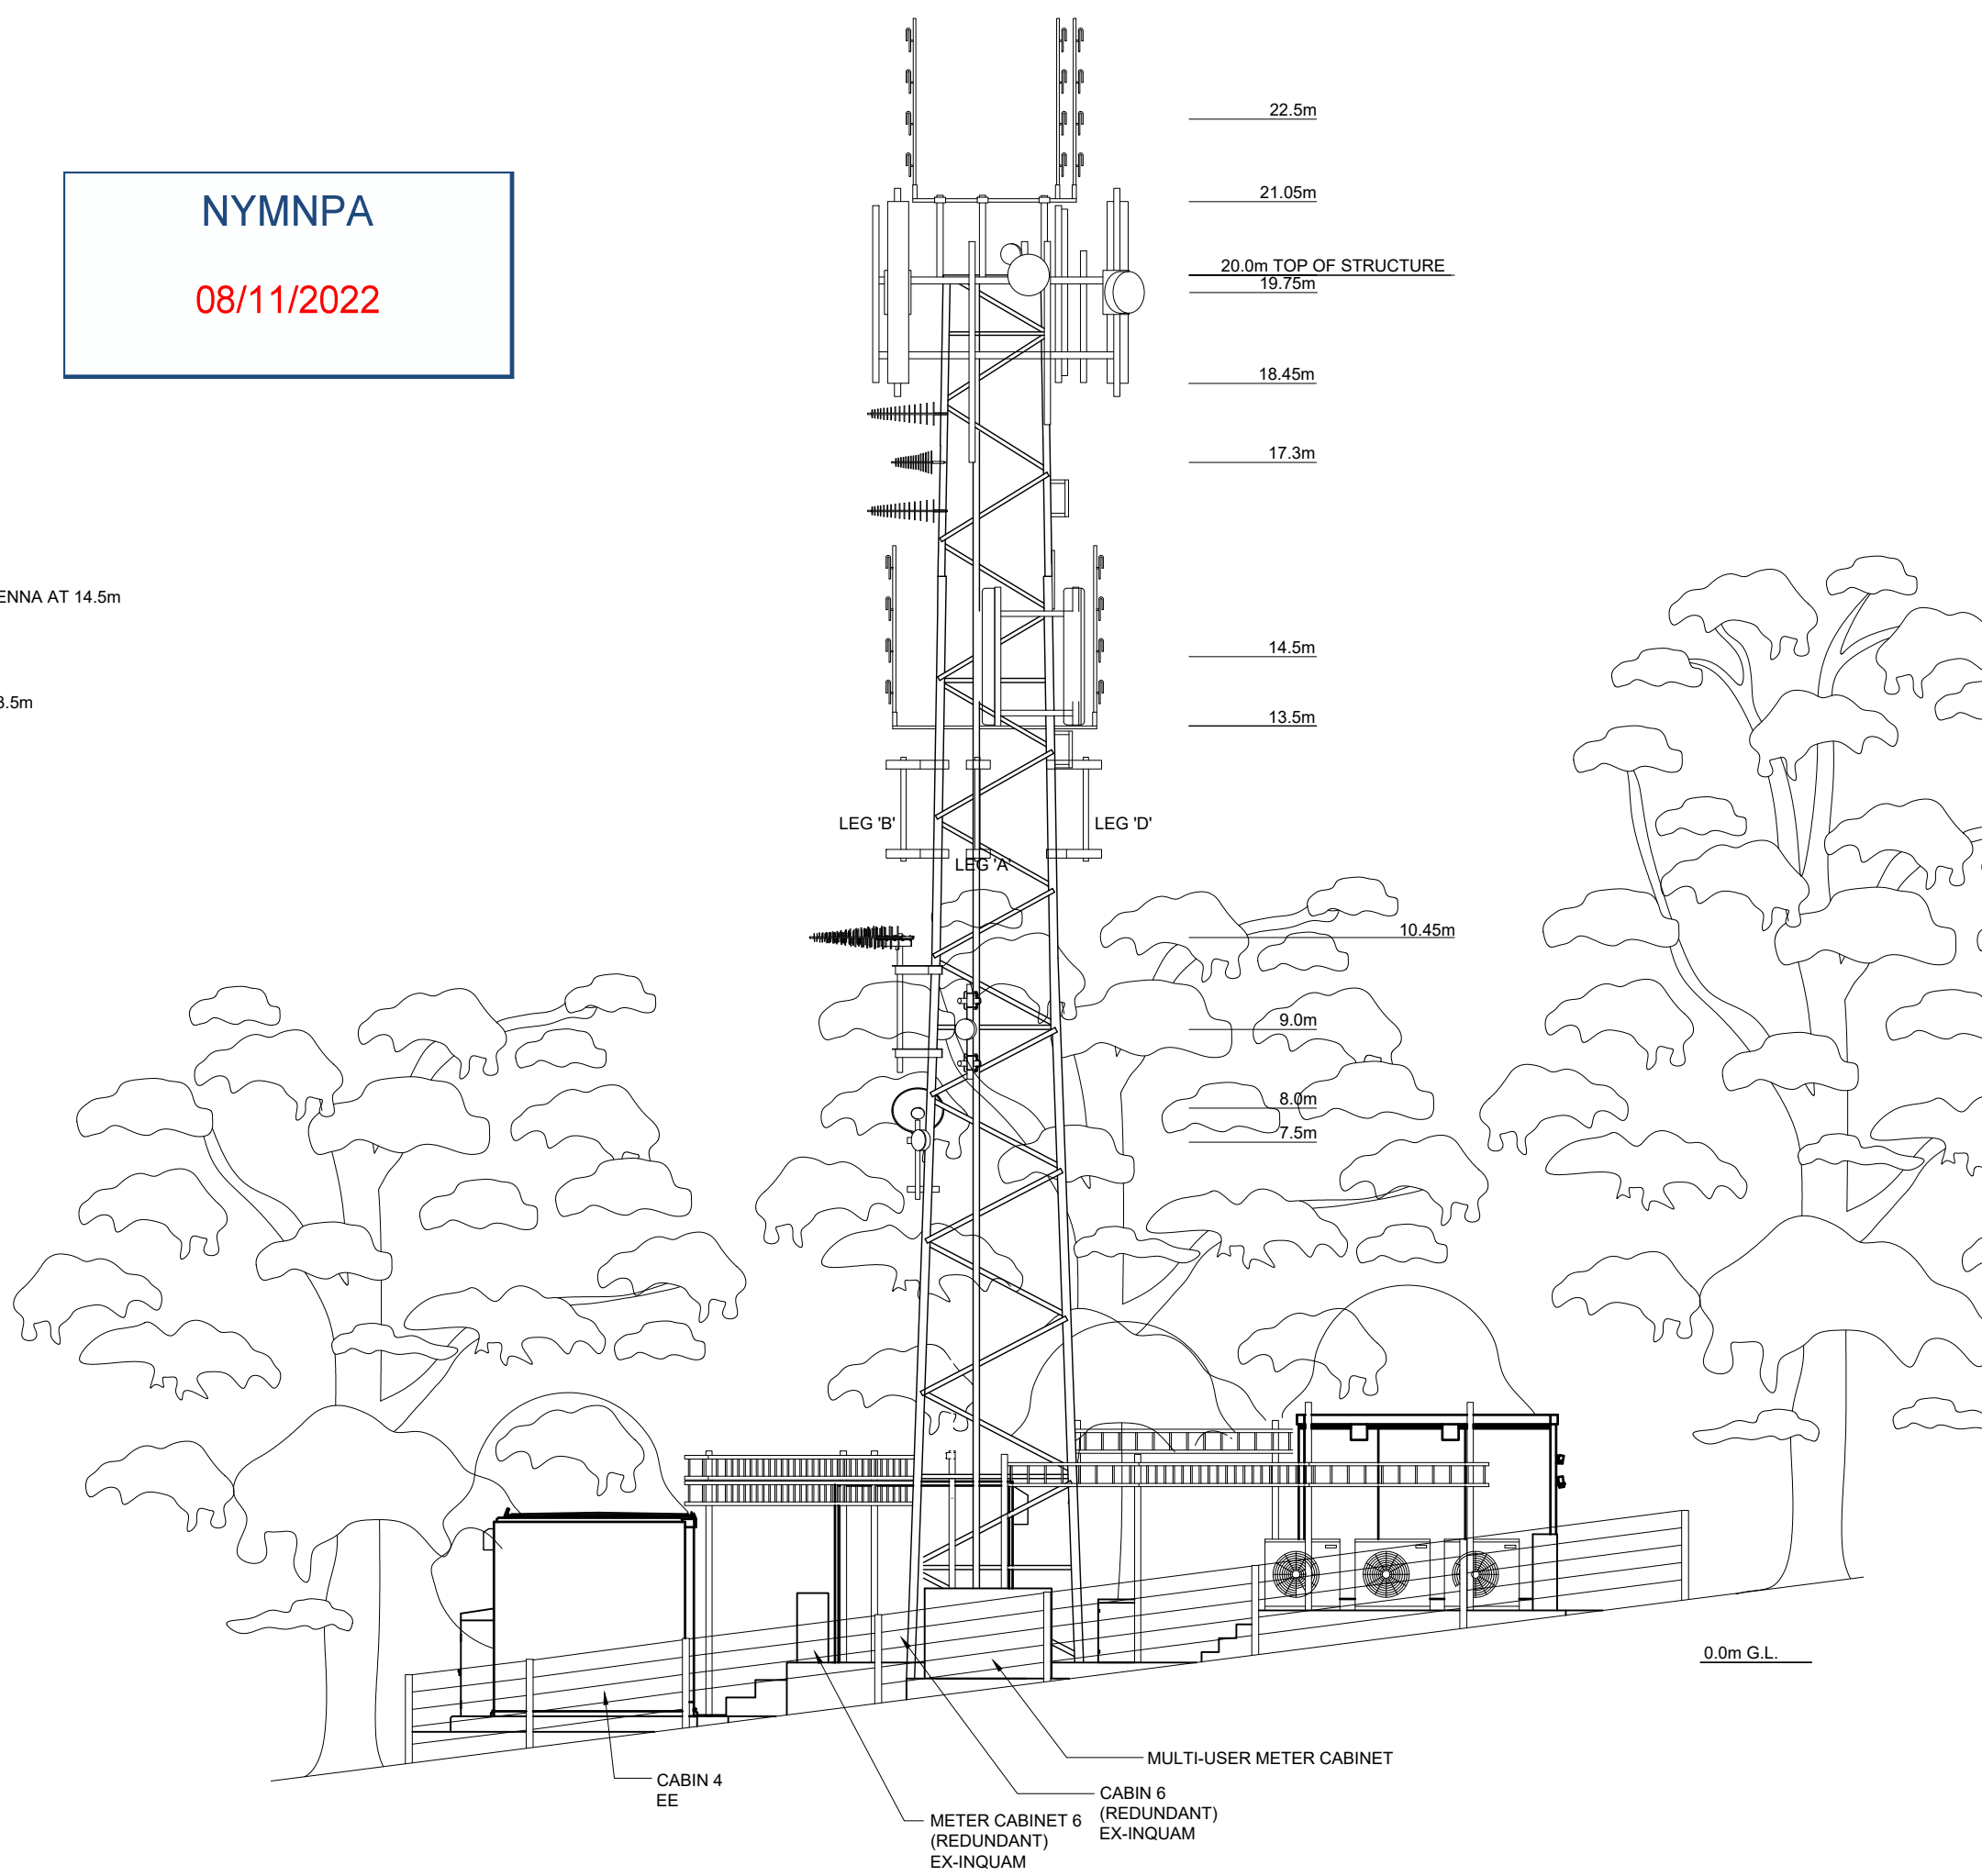 22.5m
NYMNPA
21.05m
20.0m TOP OF STRUCTURE
19.75m
08/11/2022
18.45m
17.3m
ENNA AT 14.5m
14.5m
3.5m
13.5m
LEG 'B'
LEG 'D'
LEG 'A'
10.45m
9.0m
8.0m
7.5m
0.0m G.L.
MULTI-USER METER CABINET
CABIN 4
EE
CABIN 6
(REDUNDANT)
EX-INQUAM
METER CABINET 6
(REDUNDANT)
EX-INQUAM